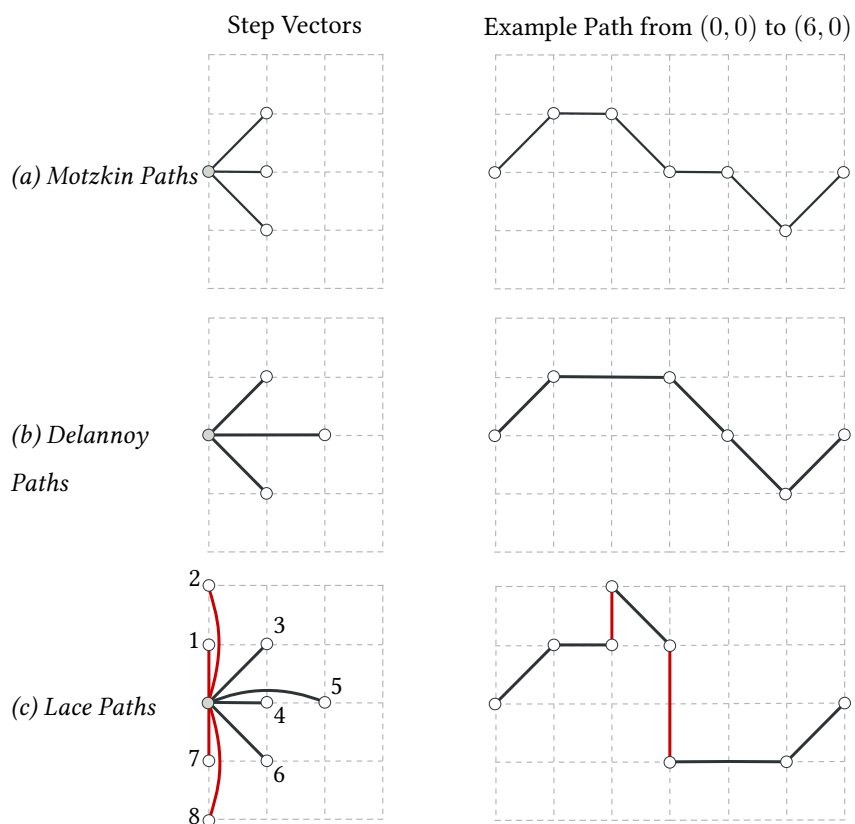 Step Vectors
Example Path from (0, 0) to (6, 0)
(a) Motzkin Paths
(b) Delannoy
Paths
2
1
3
5
(c) Lace Paths
4
7
6
8